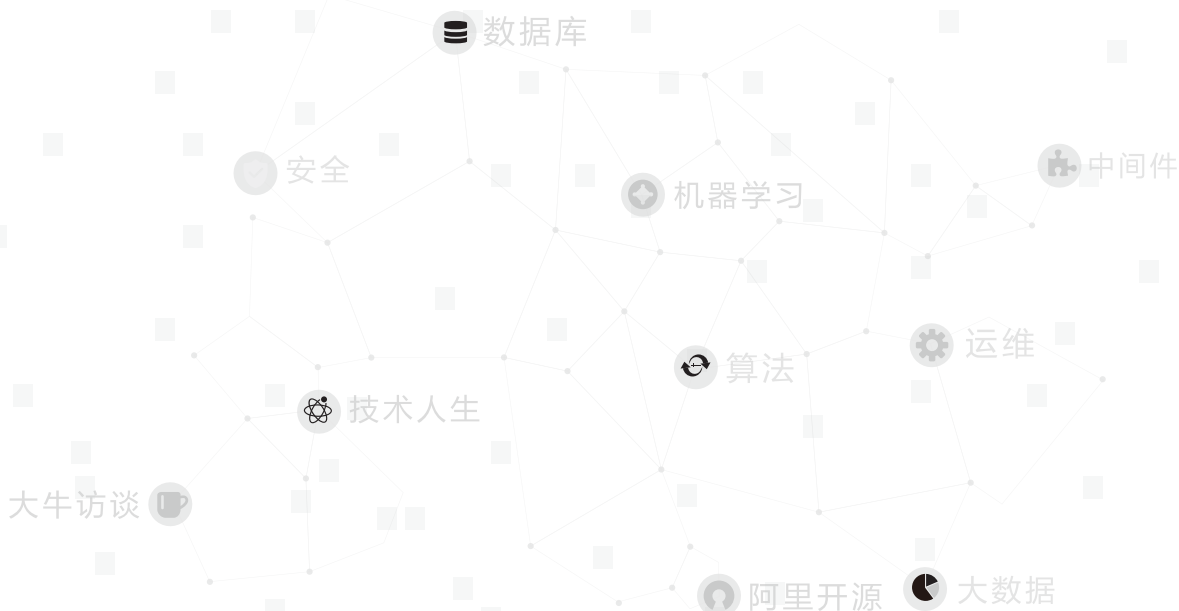 数据库
安全
中间件
机器学习
运维
算法
技术人生
大牛访谈
大数据
阿里开源